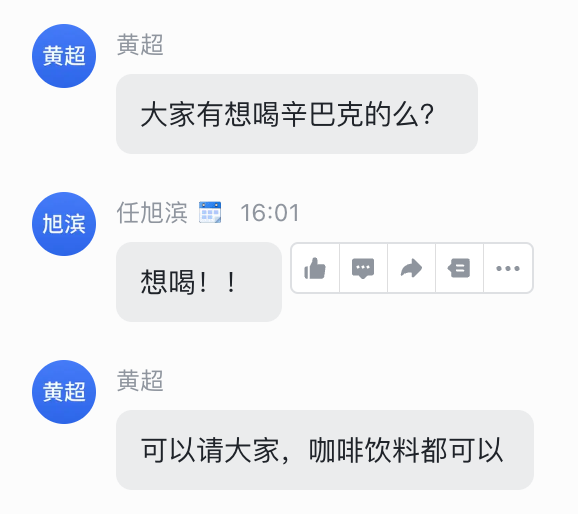 黄超
黄超
大家有想喝辛巴克的么？
旭滨
任旭滨 16:01
想喝！！
黄超
黄超
可以请大家，咖啡饮料都可以